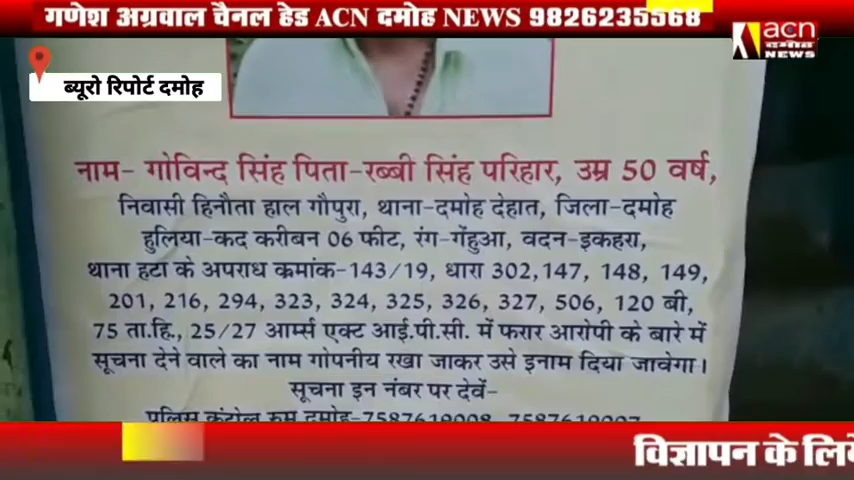 गणेश अग्रवाल चैनल हेड ACN दमोह NEWS 9826235568
acn
दमोह
NEWS
ब्यूरो रिपोर्ट दमोह
नाम- गोविन्द सिंह पिता-रब्बी सिंह परिहार, उम्र 50 वर्ष,
निवासी हिनौता हाल गौपुरा, थाना-दमोह देहात, जिला-दमोह
हुलिया-कद करीबन 06 फीट, रंग-गेंहुआ, वदन-इकहरा,
थाना हटा के अपराध क्रमांक-143/19, धारा 302,147, 148, 149,
201, 216, 294, 323, 324, 325, 326, 327, 506, 120 बी,
75 ता.हि., 25/27 आर्म्स एक्ट आई.पी.सी. में फरार आरोपी के बारे में
सूचना देने वाले का नाम गोपनीय रखा जाकर उसे इनाम दिया जावेगा।
सूचना इन नंबर पर देवें-
पुलिस कंट्रोल रूम दमोह-
विज्ञापन के लिये